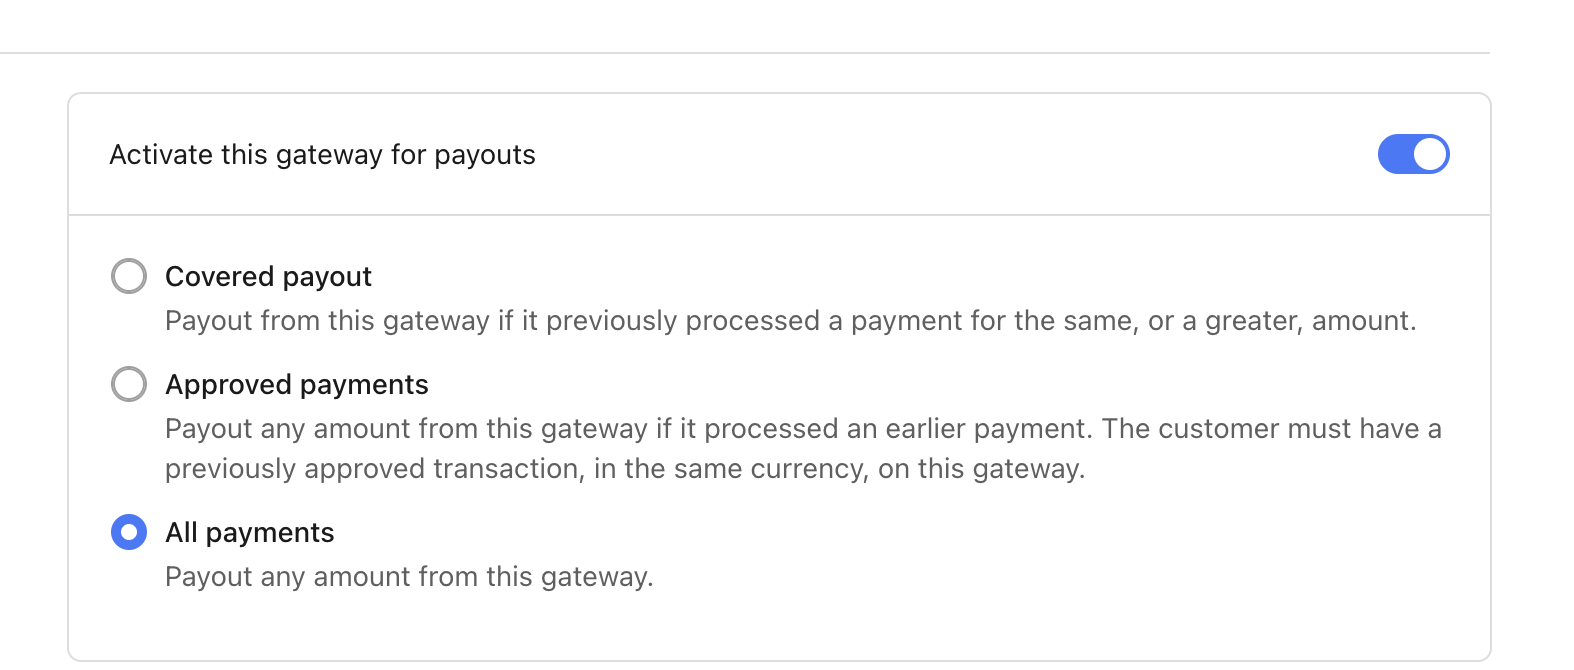 Activate this gateway for payouts
Covered payout
Payout from this gateway if it previously processed a payment for the same, or a greater, amount.
Approved payments
Payout any amount from this gateway if it processed an earlier payment. The customer must have a
previously approved transaction, in the same currency, on this gateway.
All payments
Payout any amount from this gateway.